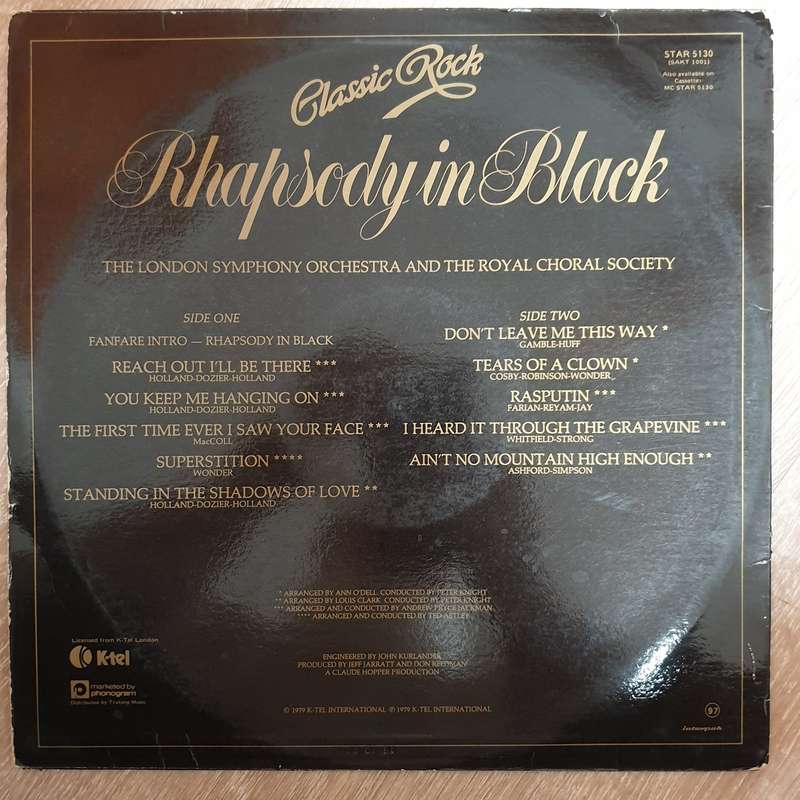 Classic Rock
STAR 5130
(SAKT 1001)
Also available on
Cassette:
MC STAR 5130
Rhapsody in Black
THE LONDON SYMPHONY ORCHESTRA AND THE ROYAL CHORAL SOCIETY
SIDE ONE
FANFARE INTRO — RHAPSODY IN BLACK
REACH OUT I'LL BE THERE ***
HOLLAND-DOZIER-HOLLAND
YOU KEEP ME HANGING ON ***
HOLLAND-DOZIER-HOLLAND
THE FIRST TIME EVER I SAW YOUR FACE ***
MacCOLL
SUPERSTITION ****
WONDER
STANDING IN THE SHADOWS OF LOVE **
HOLLAND-DOZIER-HOLLAND
SIDE TWO
DON'T LEAVE ME THIS WAY *
GAMBLE-HUFF
TEARS OF A CLOWN *
COSBY-ROBINSON-WONDER
RASPUTIN ***
FARIAN-REYAM-JAY
I HEARD IT THROUGH THE GRAPEVINE ***
WHITFIELD-STRONG
AIN'T NO MOUNTAIN HIGH ENOUGH **
ASHFORD-SIMPSON
* ARRANGED BY ANN O'DELL. CONDUCTED BY PETER KNIGHT
** ARRANGED BY LOUIS CLARK. CONDUCTED BY PETER KNIGHT
*** ARRANGED AND CONDUCTED BY ANDREW PRYCE JACKMAN
**** ARRANGED AND CONDUCTED BY TED ASTLEY
ENGINEERED BY JOHN KURLANDER
PRODUCED BY JEFF JARRATT AND DON REEDMAN
A CLAUDE HOPPER PRODUCTION
© 1979 K-TEL INTERNATIONAL ℗ 1979 K-TEL INTERNATIONAL
Licensed from K-Tel London
K-tel
marketed by
phonogram
Distributed by Trutone Music
97